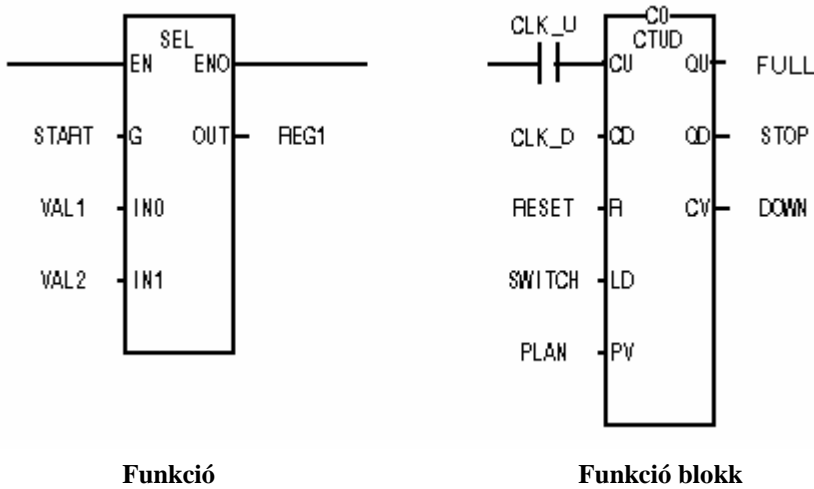 SEL
EN ENO
START G OUT REG1
VAL1 IN0
VAL2 IN1
Funkció
C0
CTUD
CLK_U CU QU FULL
CLK_D CD QD STOP
RESET R CV DOWN
SWITCH LD
PLAN PV
Funkció blokk